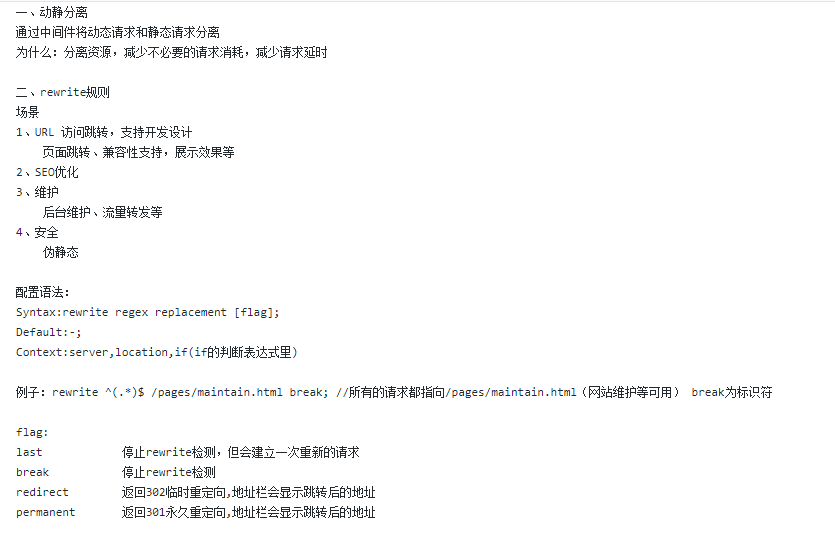 一、动静分离
通过中间件将动态请求和静态请求分离
为什么：分离资源，减少不必要的请求消耗，减少请求延时
二、rewrite规则
场景
1、URL 访问跳转，支持开发设计
页面跳转、兼容性支持，展示效果等
2、SEO优化
3、维护
后台维护、流量转发等
4、安全
伪静态
配置语法：
Syntax:rewrite regex replacement [flag];
Default:-;
Context:server,location,if(if的判断表达式里)
例子：rewrite ^(.*)$ /pages/maintain.html break; //所有的请求都指向/pages/maintain.html（网站维护等可用） break为标识符
flag:
last 停止rewrite检测，但会建立一次重新的请求
break 停止rewrite检测
redirect 返回302临时重定向,地址栏会显示跳转后的地址
permanent 返回301永久重定向,地址栏会显示跳转后的地址